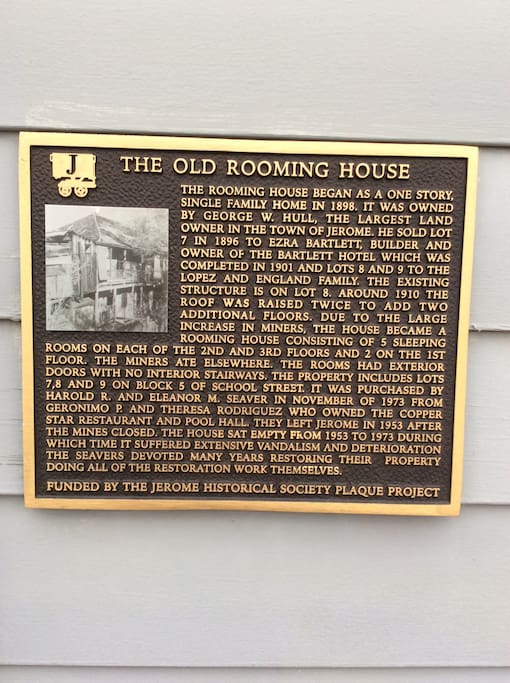 J
THE OLD ROOMING HOUSE
THE ROOMING HOUSE BEGAN AS A ONE STORY,
SINGLE FAMILY HOME IN 1898. IT WAS OWNED
BY GEORGE W. HULL, THE LARGEST LAND
OWNER IN THE TOWN OF JEROME. HE SOLD LOT
7 IN 1896 TO EZRA BARTLETT, BUILDER AND
OWNER OF THE BARTLETT HOTEL WHICH WAS
COMPLETED IN 1901 AND LOTS 8 AND 9 TO THE
LOPEZ AND ENGLAND FAMILY. THE EXISTING
STRUCTURE IS ON LOT 8. AROUND 1910 THE
ROOF WAS RAISED TWICE TO ADD TWO
ADDITIONAL FLOORS. DUE TO THE LARGE
INCREASE IN MINERS, THE HOUSE BECAME A
ROOMING HOUSE CONSISTING OF 5 SLEEPING
ROOMS ON EACH OF THE 2ND AND 3RD FLOORS AND 2 ON THE 1ST
FLOOR. THE MINERS ATE ELSEWHERE. THE ROOMS HAD EXTERIOR
DOORS WITH NO INTERIOR STAIRWAYS. THE PROPERTY INCLUDES LOTS
7,8 AND 9 ON BLOCK 5 OF SCHOOL STREET. IT WAS PURCHASED BY
HAROLD R. AND ELEANOR M. SEAVER IN NOVEMBER OF 1973 FROM
GERONIMO P. AND THERESA RODRIGUEZ WHO OWNED THE COPPER
STAR RESTAURANT AND POOL HALL. THEY LEFT JEROME IN 1953 AFTER
THE MINES CLOSED. THE HOUSE SAT EMPTY FROM 1953 TO 1973 DURING
WHICH TIME IT SUFFERED EXTENSIVE VANDALISM AND DETERIORATION
THE SEAVERS DEVOTED MANY YEARS RESTORING THEIR PROPERTY
DOING ALL OF THE RESTORATION WORK THEMSELVES.
FUNDED BY THE JEROME HISTORICAL SOCIETY PLAQUE PROJECT